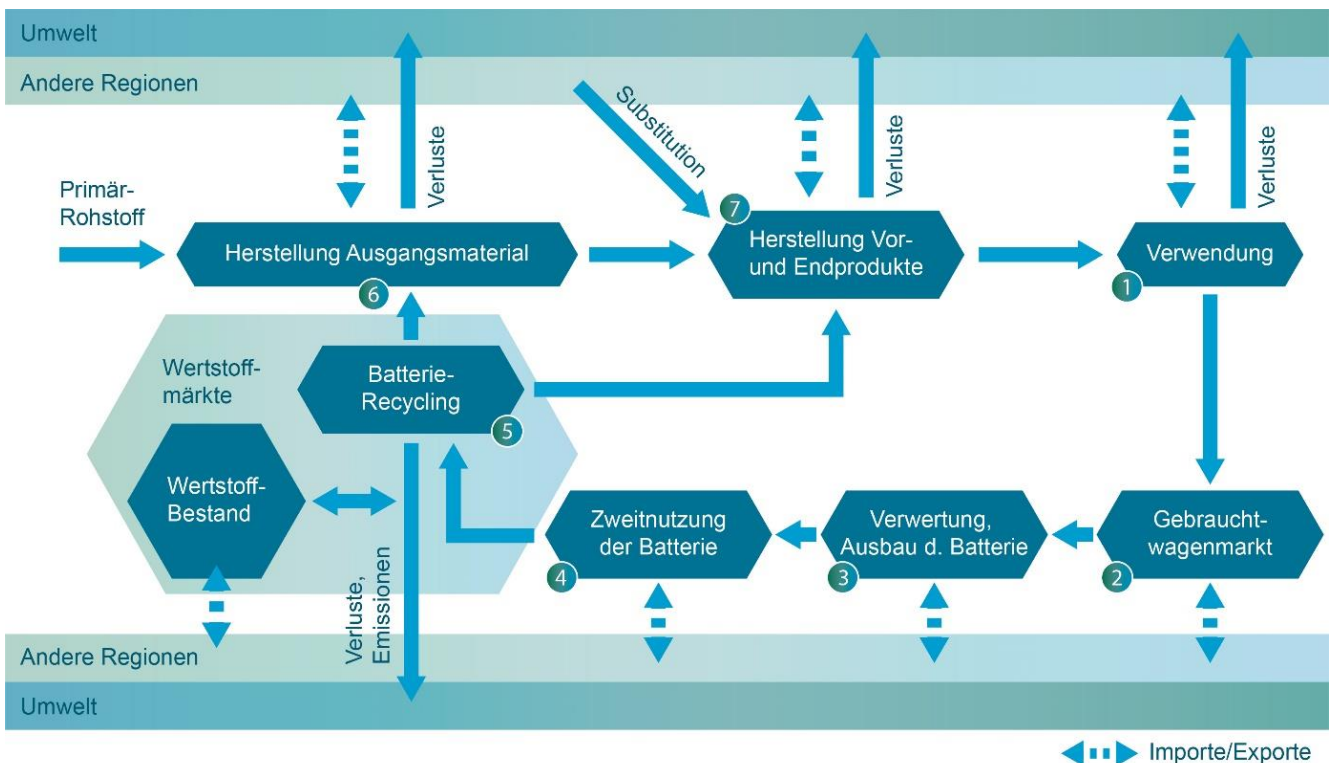 Umwelt
Andere Regionen
Substitution
Verluste
Verluste
Verluste
Primär-
Rohstoff
7
Herstellung Ausgangsmaterial
Herstellung Vor-
und Endprodukte
Verwendung
6
1
Wertstoff-
märkte
Batterie-
Recycling
5
Wertstoff-
Bestand
Zweitnutzung
der Batterie
4
Verwertung,
Ausbau d. Batterie
3
Gebraucht-
wagenmarkt
2
Verluste,
Emissionen
Andere Regionen
Umwelt
Importe/Exporte